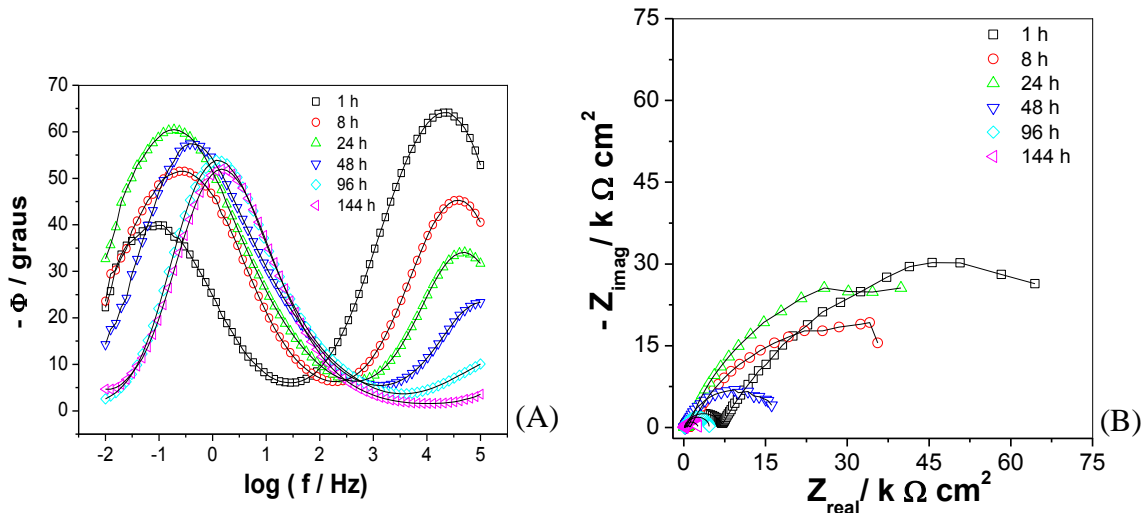 70
60
50
40
30
20
10
0
- Φ / graus
-2 -1 0 1 2 3 4 5
log ( f / Hz)
1 h
8 h
24 h
48 h
96 h
144 h
(A)
75
60
45
30
15
0
- Zimag/ k Ω cm2
0 15 30 45 60 75
Zreal/ k Ω cm2
1 h
8 h
24 h
48 h
96 h
144 h
(B)